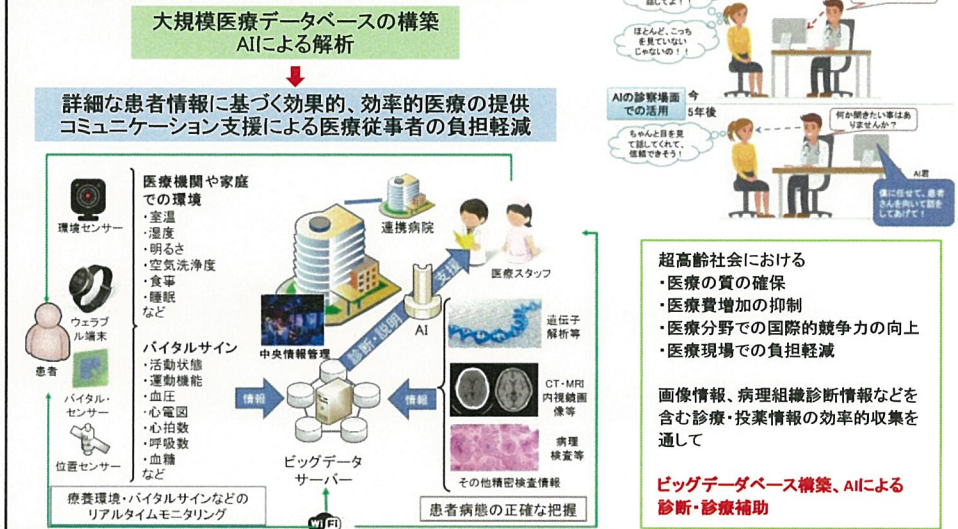 大規模医療データベースの構築
AIによる解析
詳細な患者情報に基づく効果的、効率的医療の提供
コミュニケーション支援による医療従事者の負担軽減
環境センサー
ウェラブ
ル端末
患者
バイタル・
センサー
位置センサー
医療機関や家庭
での環境
・室温
・湿度
・明るさ
・空気洗浄度
・食事
・睡眠
など
バイタルサイン
・活動状態
・運動機能
・血圧
・心電図
・心拍数
・呼吸数
・血糖
など
療養環境・バイタルサインなどの
リアルタイムモニタリング
連携病院
医療スタッフ
支援
AI
中央情報管理
診断・説明
情報
情報
ビッグデータ
サーバー
Wi Fi
遺伝子
解析等
CT・MRI
内視鏡画
像等
病理
検査等
その他精密検査情報
患者病態の正確な把握
話してよ!
ほとんど、こっち
を見ていない
じゃないの!!
AIの診察場面
での活用
今
5年後
ちゃんと目を見
て話してくれて、
信頼できそう!
何か聞きたい事はあ
りませんか?
AI君
僕に任せて、患者
さんを向いて話を
してあげて!
超高齢社会における
・医療の質の確保
・医療費増加の抑制
・医療分野での国際的競争力の向上
・医療現場での負担軽減
画像情報、病理組織診断情報などを
含む診療・投薬情報の効率的収集を
通して
ビッグデーダベース構築、AIによる
診断・診療補助